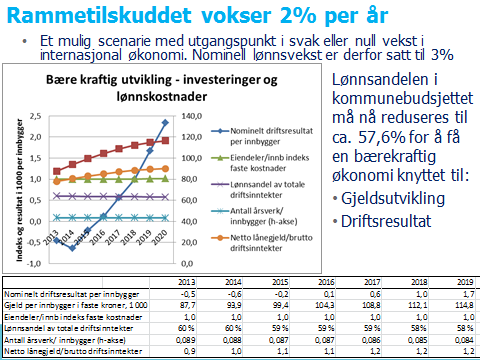 Rammetilskuddet vokser 2% per år
• Et mulig scenarie med utgangspunkt i svak eller null vekst i
internasjonal økonomi. Nominell lønnsvekst er derfor satt til 3%
Bære kraftig utvikling - investeringer og
lønnskostnader
Indeks og resultat i 1000 per innbygger
2,5
2,0
1,5
1,0
0,5
0,0
-0,5
-1,0
140,0
120,0
100,0
80,0
60,0
40,0
20,0
0,0
2013
2014
2015
2016
2017
2018
2019
2020
Nominelt driftsresultat
per innbygger
Eiendeler/innb indeks
faste kostnader
Lønnsandel av totale
driftsinntekter
Antall årsverk/
innbygger (h-akse)
Netto lånegjeld/brutto
driftsinntekter
Lønnsandelen i
kommunebudsjettet
må nå reduseres til
ca. 57,6% for å få
en bærekraftig
økonomi knyttet til:
• Gjeldsutvikling
• Driftsresultat
2013 2014 2015 2016 2017 2018 2019
Nominelt driftsresultat per innbygger -0,5 -0,6 -0,2 0,1 0,6 1,0 1,7
Gjeld per innbygger i faste kroner, 1 000 87,7 93,9 99,4 104,3 108,8 112,1 114,8
Eiendeler/innb indeks faste kostnader 1,0 1,0 1,0 1,0 1,0 1,0 1,0
Lønnsandel av totale driftsinntekter 60 % 60 % 59 % 59 % 59 % 58 % 58 %
Antall årsverk/ innbygger (h-akse) 0,089 0,088 0,087 0,087 0,086 0,085 0,084
Netto lånegjeld/brutto driftsinntekter 0,9 1,0 1,1 1,1 1,2 1,2 1,2